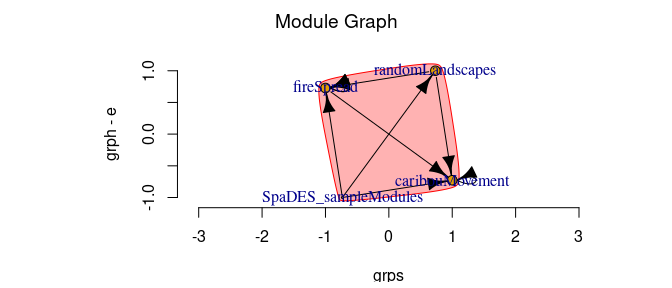 Module Graph
randomLandscapes
fireSpread
caribouMovement
SpaDES_sampleModules
grph - e
1.0
0.0
-1.0
-3 -2 -1 0 1 2 3
grps